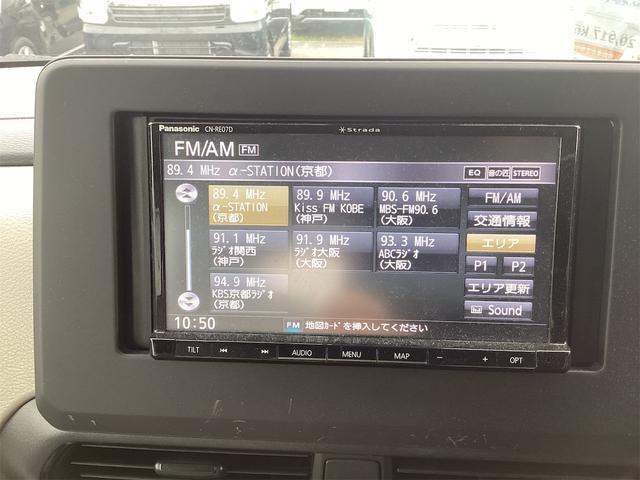 20,917 km
Panasonic CN-RE07D Strada
FM/AM FM
89.4 MHz α-STATION(京都) EQ 音の匠 STEREO
89.4 MHz
α-STATION
(京都)
89.9 MHz
Kiss FM KOBE
(神戸)
90.6 MHz
MBS-FM90.6
(大阪)
FM/AM
交通情報
91.1 MHz
ラジオ関西
(神戸)
91.9 MHz
ラジオ大阪
(大阪)
93.3 MHz
ABCラジオ
(大阪)
エリア
P1 P2
94.9 MHz
KBS京都ラジオ
(京都)
エリア更新
Sound
10:50 FM 地図カードを挿入してください
TILT AUDIO MENU MAP − + OPT